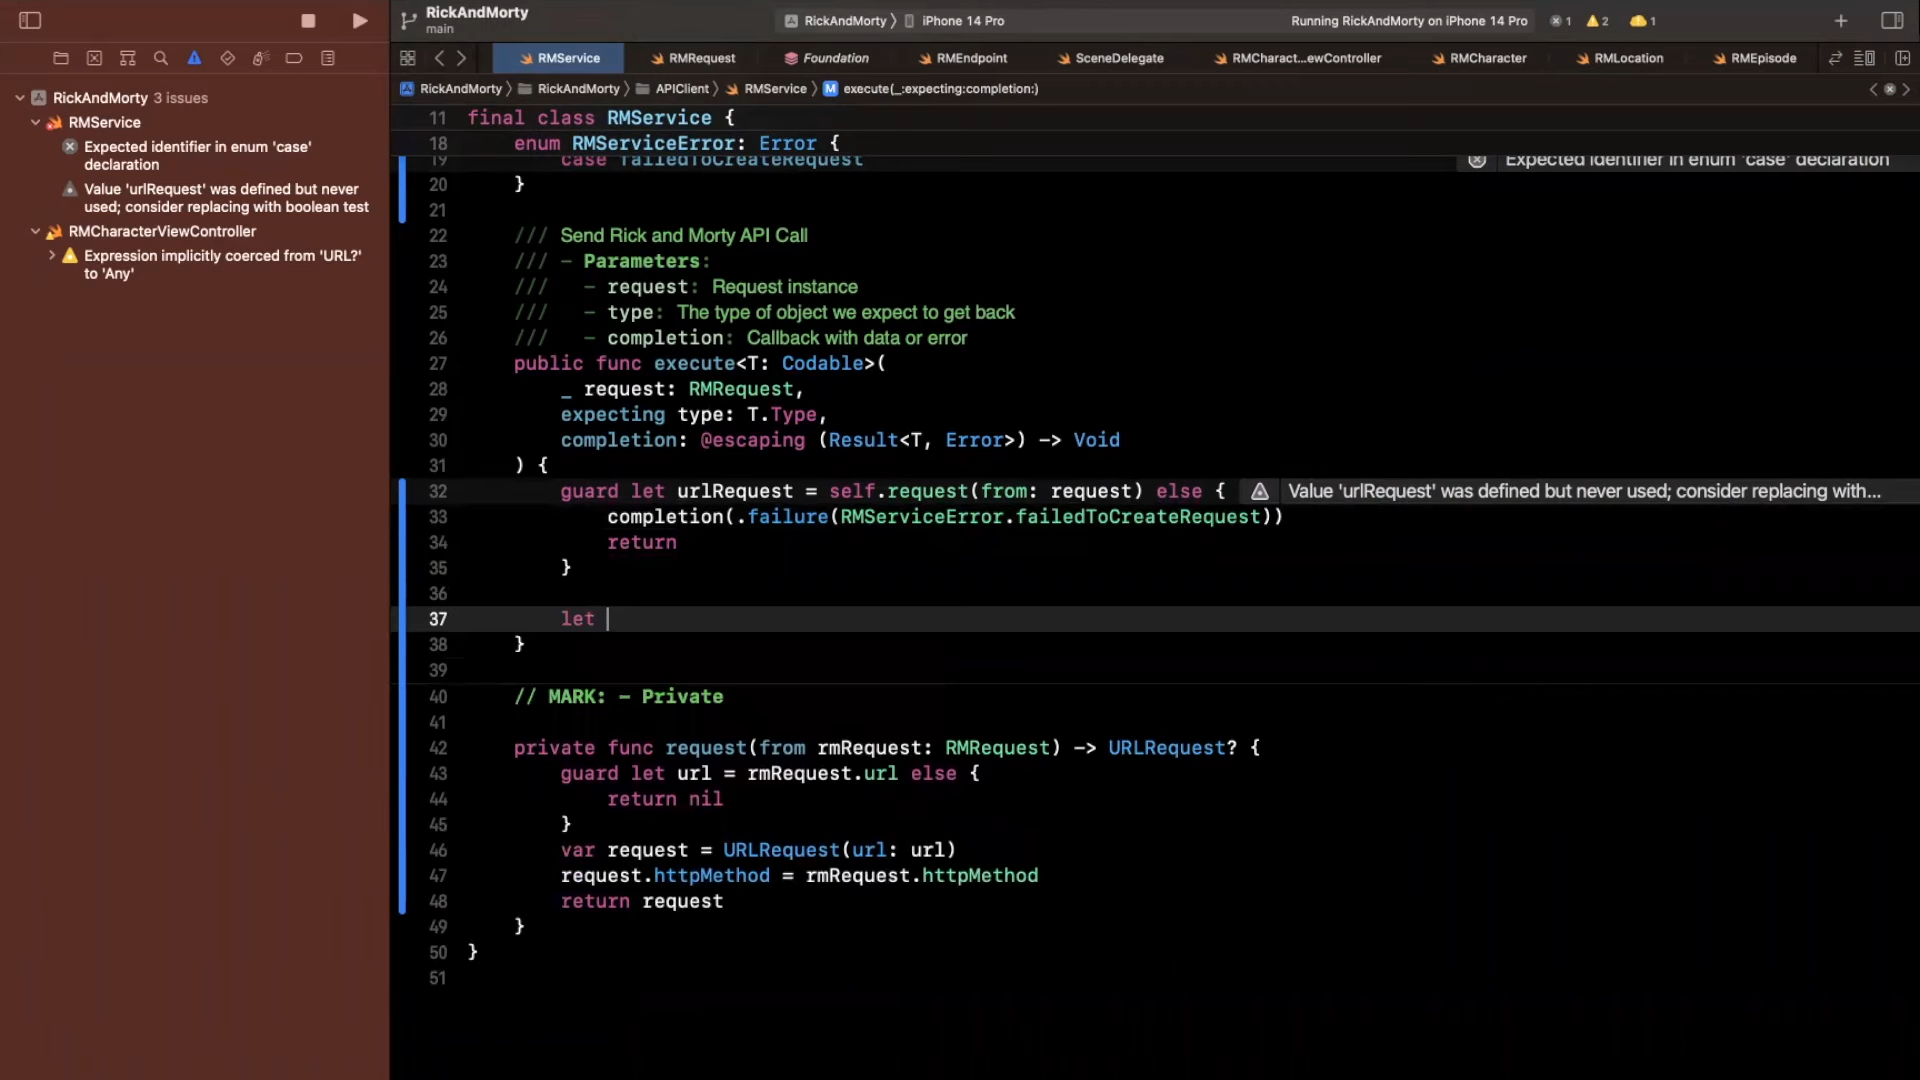 RickAndMorty
main
RickAndMorty 〉 iPhone 14 Pro
Running RickAndMorty on iPhone 14 Pro
1
2
1
RMService
RMRequest
Foundation
RMEndpoint
SceneDelegate
RMCharact...ewController
RMCharacter
RMLocation
RMEpisode
RickAndMorty 〉 RickAndMorty 〉 APIClient 〉 RMService 〉 M execute(_:expecting:completion:)
RickAndMorty 3 issues
RMService
Expected identifier in enum 'case'
declaration
Value 'urlRequest' was defined but never
used; consider replacing with boolean test
RMCharacterViewController
Expression implicitly coerced from 'URL?'
to 'Any'
11 final class RMService {
18     enum RMServiceError: Error {
19         case failedToCreateRequest     Expected identifier in enum 'case' declaration
20     }
21
22     /// Send Rick and Morty API Call
23     /// - Parameters:
24     ///   - request: Request instance
25     ///   - type: The type of object we expect to get back
26     ///   - completion: Callback with data or error
27     public func execute<T: Codable>(
28         _ request: RMRequest,
29         expecting type: T.Type,
30         completion: @escaping (Result<T, Error>) -> Void
31     ) {
32         guard let urlRequest = self.request(from: request) else {     Value 'urlRequest' was defined but never used; consider replacing with...
33             completion(.failure(RMServiceError.failedToCreateRequest))
34             return
35         }
36
37         let
38     }
39
40     // MARK: - Private
41
42     private func request(from rmRequest: RMRequest) -> URLRequest? {
43         guard let url = rmRequest.url else {
44             return nil
45         }
46         var request = URLRequest(url: url)
47         request.httpMethod = rmRequest.httpMethod
48         return request
49     }
50 }
51